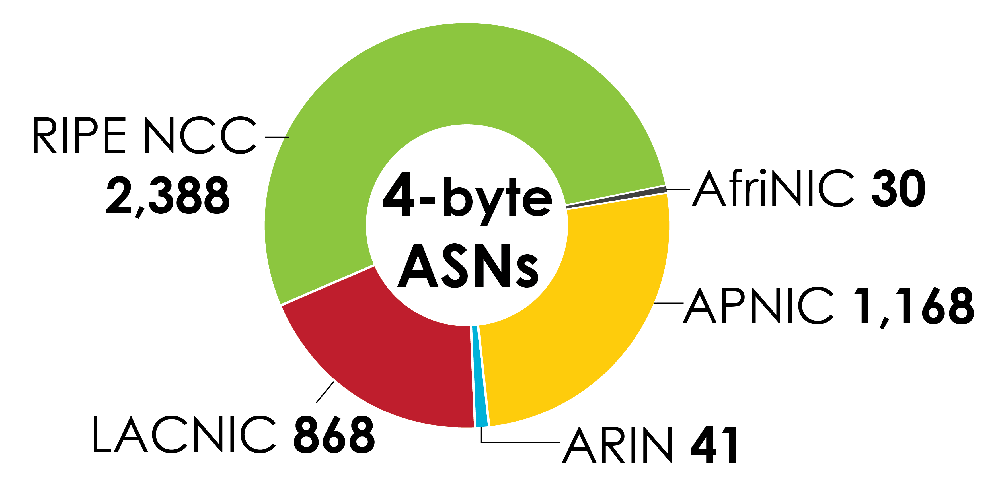 RIPE NCC
2,388
4-byte
ASNs
AfriNIC 30
APNIC 1,168
LACNIC 868
ARIN 41